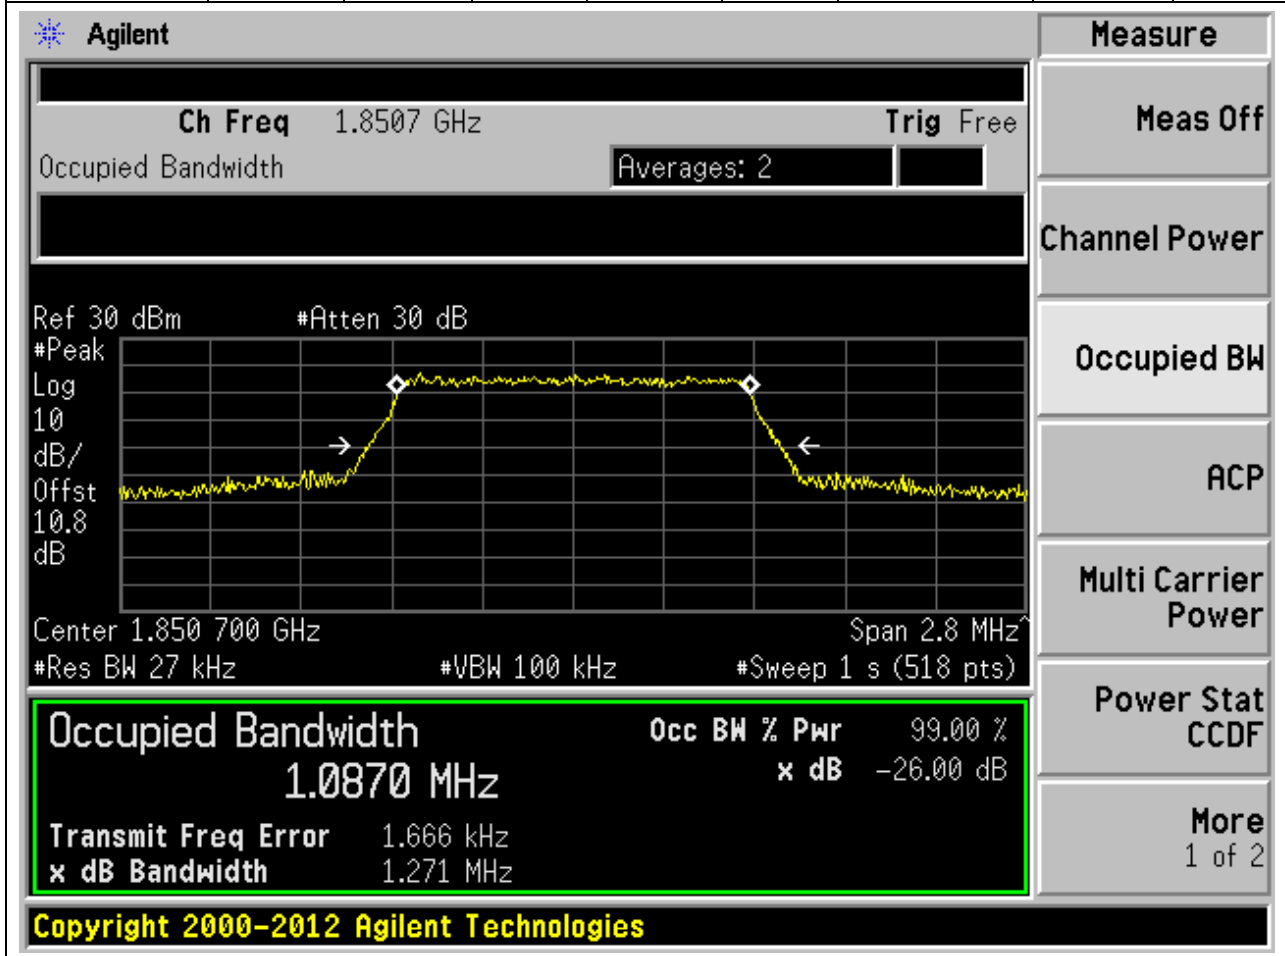 Agilent
Measure
Ch Freq 1.8507 GHz Trig Free
Meas Off
Occupied Bandwidth Averages: 2
Channel Power
Ref 30 dBm #Atten 30 dB
#Peak
Log
10
dB/
Offst
10.8
dB
Occupied BW
ACP
Center 1.850 700 GHz Span 2.8 MHz^
#Res BW 27 kHz #VBW 100 kHz #Sweep 1 s (518 pts)
Multi Carrier
Power
Occupied Bandwidth Occ BW % Pwr 99.00 %
1.0870 MHz x dB -26.00 dB
Transmit Freq Error 1.666 kHz
x dB Bandwidth 1.271 MHz
Power Stat
CCDF
More
1 of 2
Copyright 2000-2012 Agilent Technologies